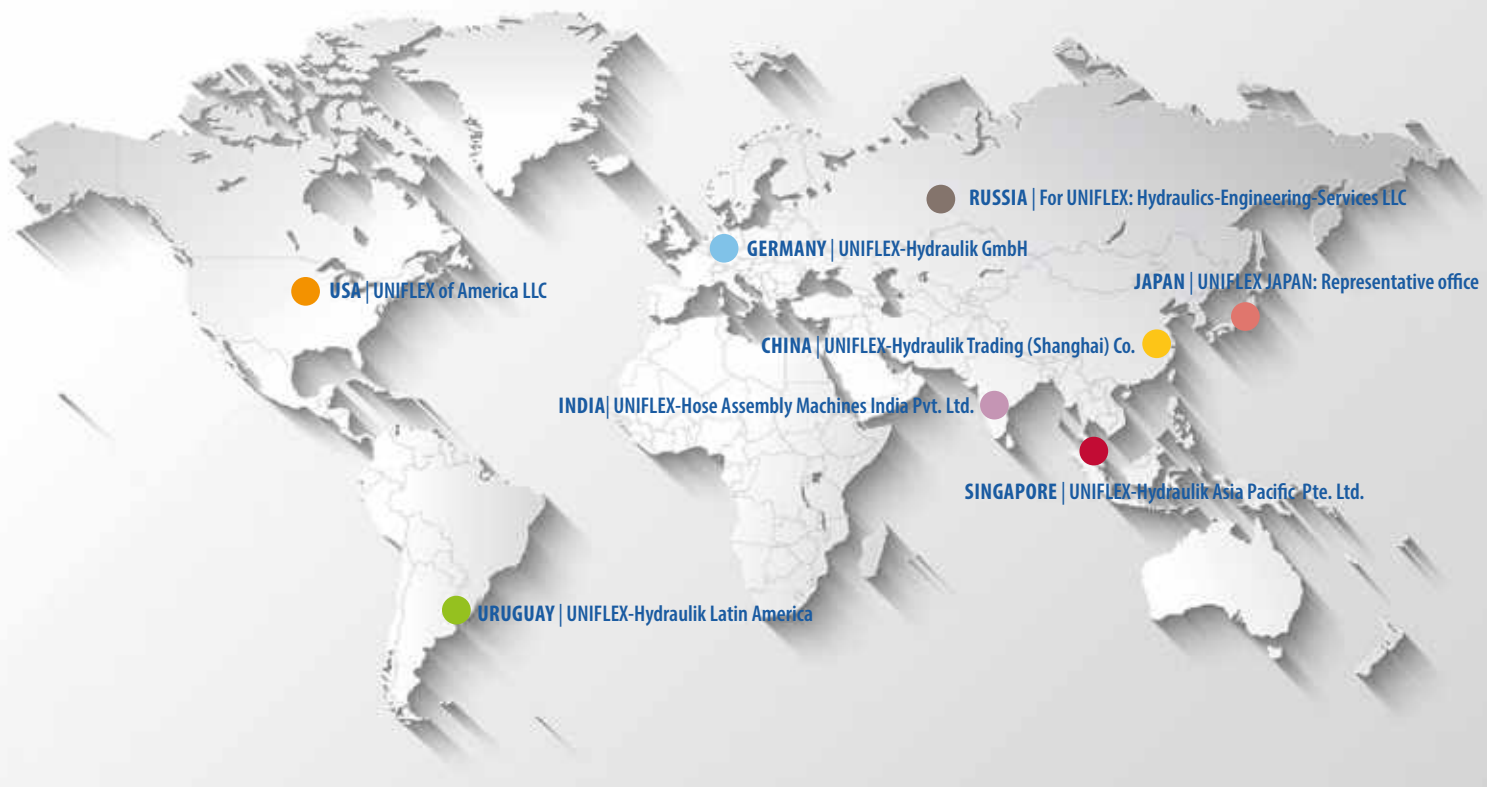 RUSSIA | For UNIFLEX: Hydraulics-Engineering-Services LLC
GERMANY | UNIFLEX-Hydraulik GmbH
JAPAN | UNIFLEX JAPAN: Representative office
USA | UNIFLEX of America LLC
CHINA | UNIFLEX-Hydraulik Trading (Shanghai) Co.
INDIA| UNIFLEX-Hose Assembly Machines India Pvt. Ltd.
SINGAPORE | UNIFLEX-Hydraulik Asia Pacific Pte. Ltd.
URUGUAY | UNIFLEX-Hydraulik Latin America